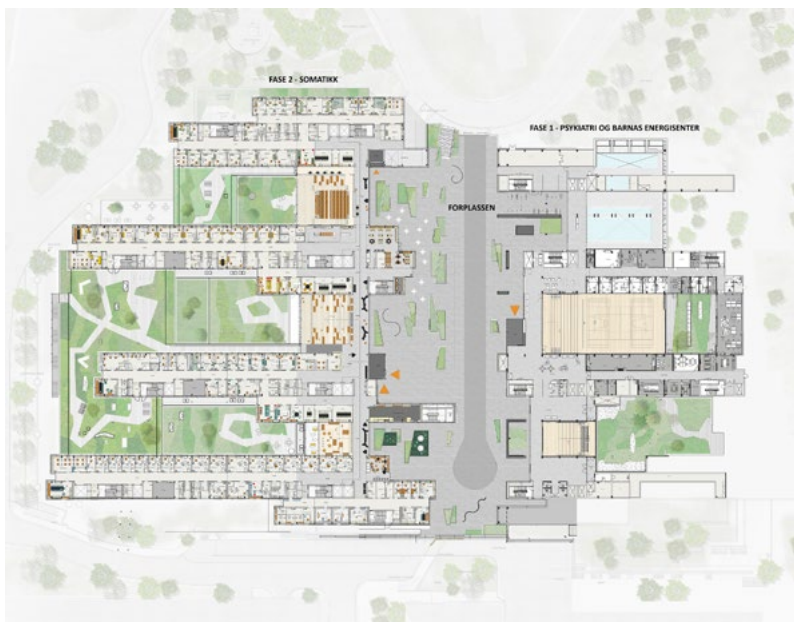 FASE 2 - SOMATIKK
FASE 1 - PSYKIATRI OG BARNAS ENERGISENTER
FORPLASSEN